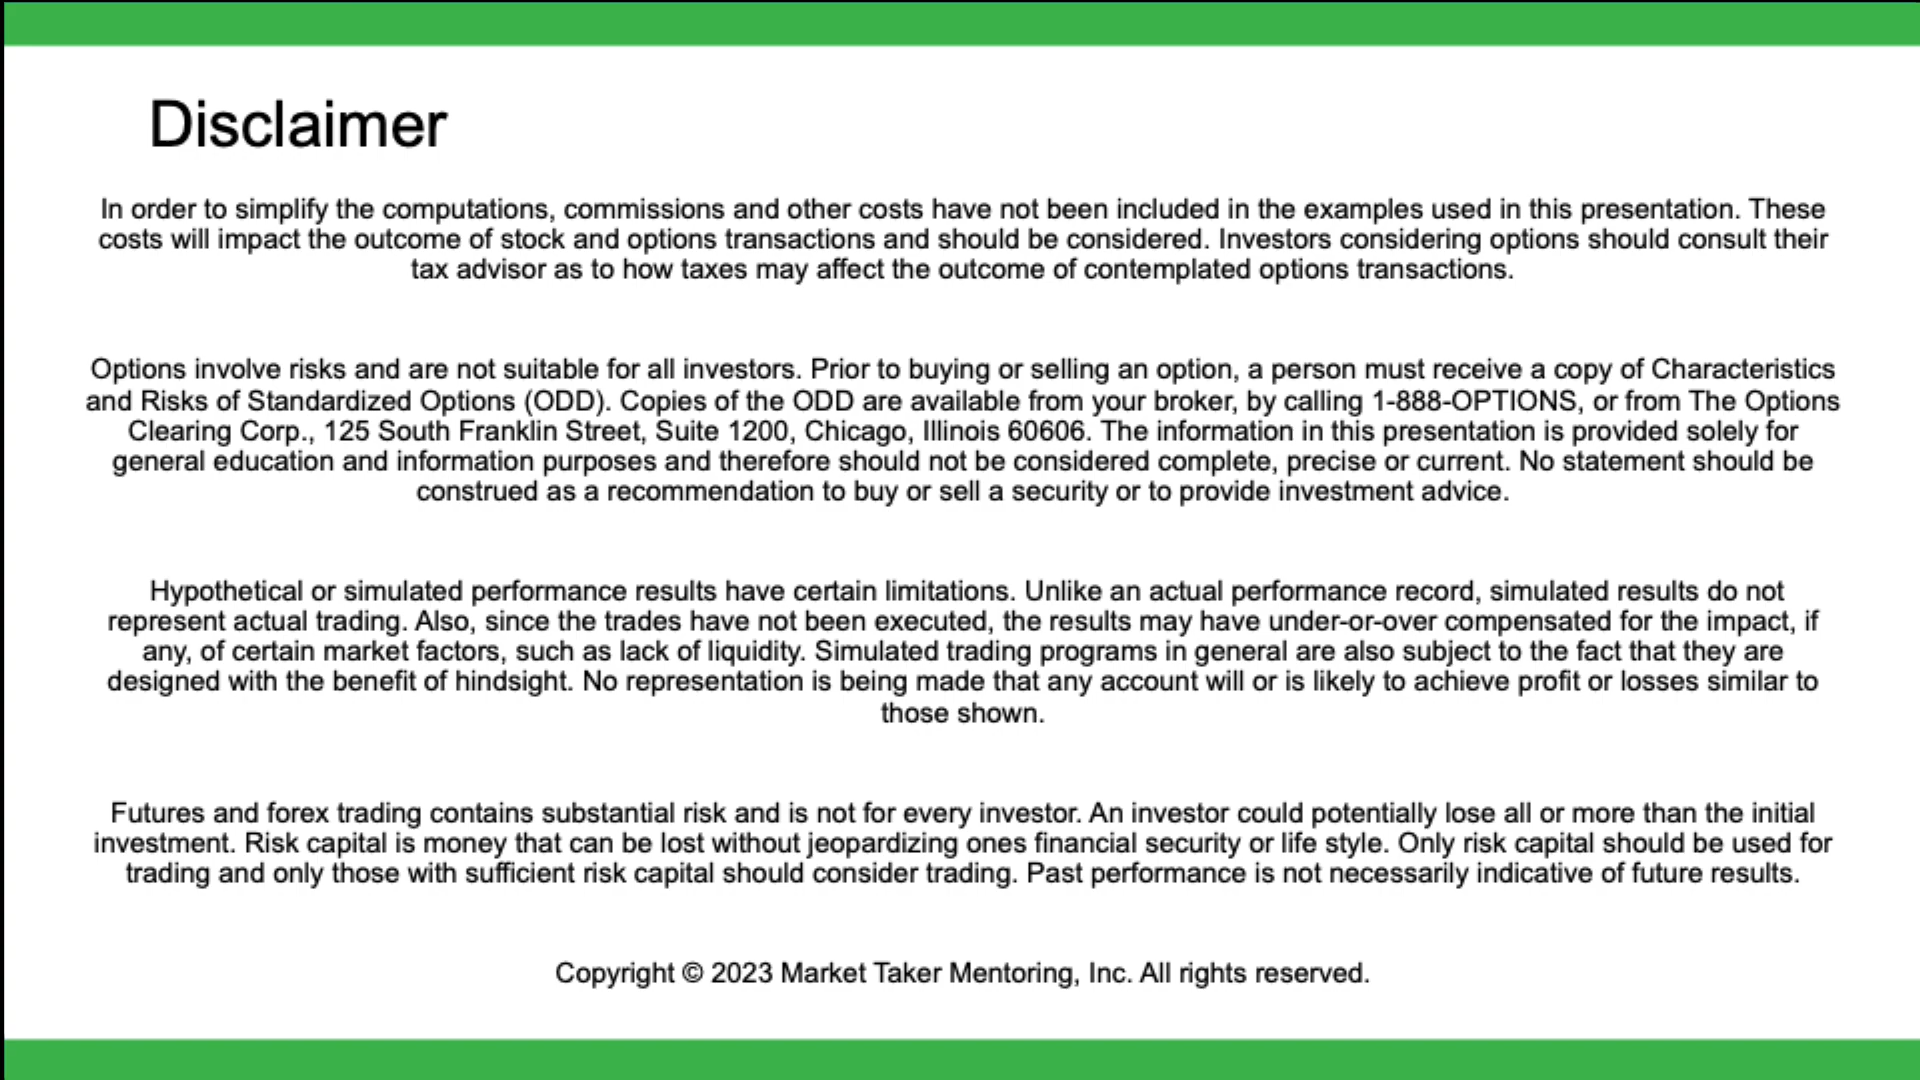 Disclaimer
In order to simplify the computations, commissions and other costs have not been included in the examples used in this presentation. These
costs will impact the outcome of stock and options transactions and should be considered. Investors considering options should consult their
tax advisor as to how taxes may affect the outcome of contemplated options transactions.
Options involve risks and are not suitable for all investors. Prior to buying or selling an option, a person must receive a copy of Characteristics
and Risks of Standardized Options (ODD). Copies of the ODD are available from your broker, by calling 1-888-OPTIONS, or from The Options
Clearing Corp., 125 South Franklin Street, Suite 1200, Chicago, Illinois 60606. The information in this presentation is provided solely for
general education and information purposes and therefore should not be considered complete, precise or current. No statement should be
construed as a recommendation to buy or sell a security or to provide investment advice.
Hypothetical or simulated performance results have certain limitations. Unlike an actual performance record, simulated results do not
represent actual trading. Also, since the trades have not been executed, the results may have under-or-over compensated for the impact, if
any, of certain market factors, such as lack of liquidity. Simulated trading programs in general are also subject to the fact that they are
designed with the benefit of hindsight. No representation is being made that any account will or is likely to achieve profit or losses similar to
those shown.
Futures and forex trading contains substantial risk and is not for every investor. An investor could potentially lose all or more than the initial
investment. Risk capital is money that can be lost without jeopardizing ones financial security or life style. Only risk capital should be used for
trading and only those with sufficient risk capital should consider trading. Past performance is not necessarily indicative of future results.
Copyright © 2023 Market Taker Mentoring, Inc. All rights reserved.